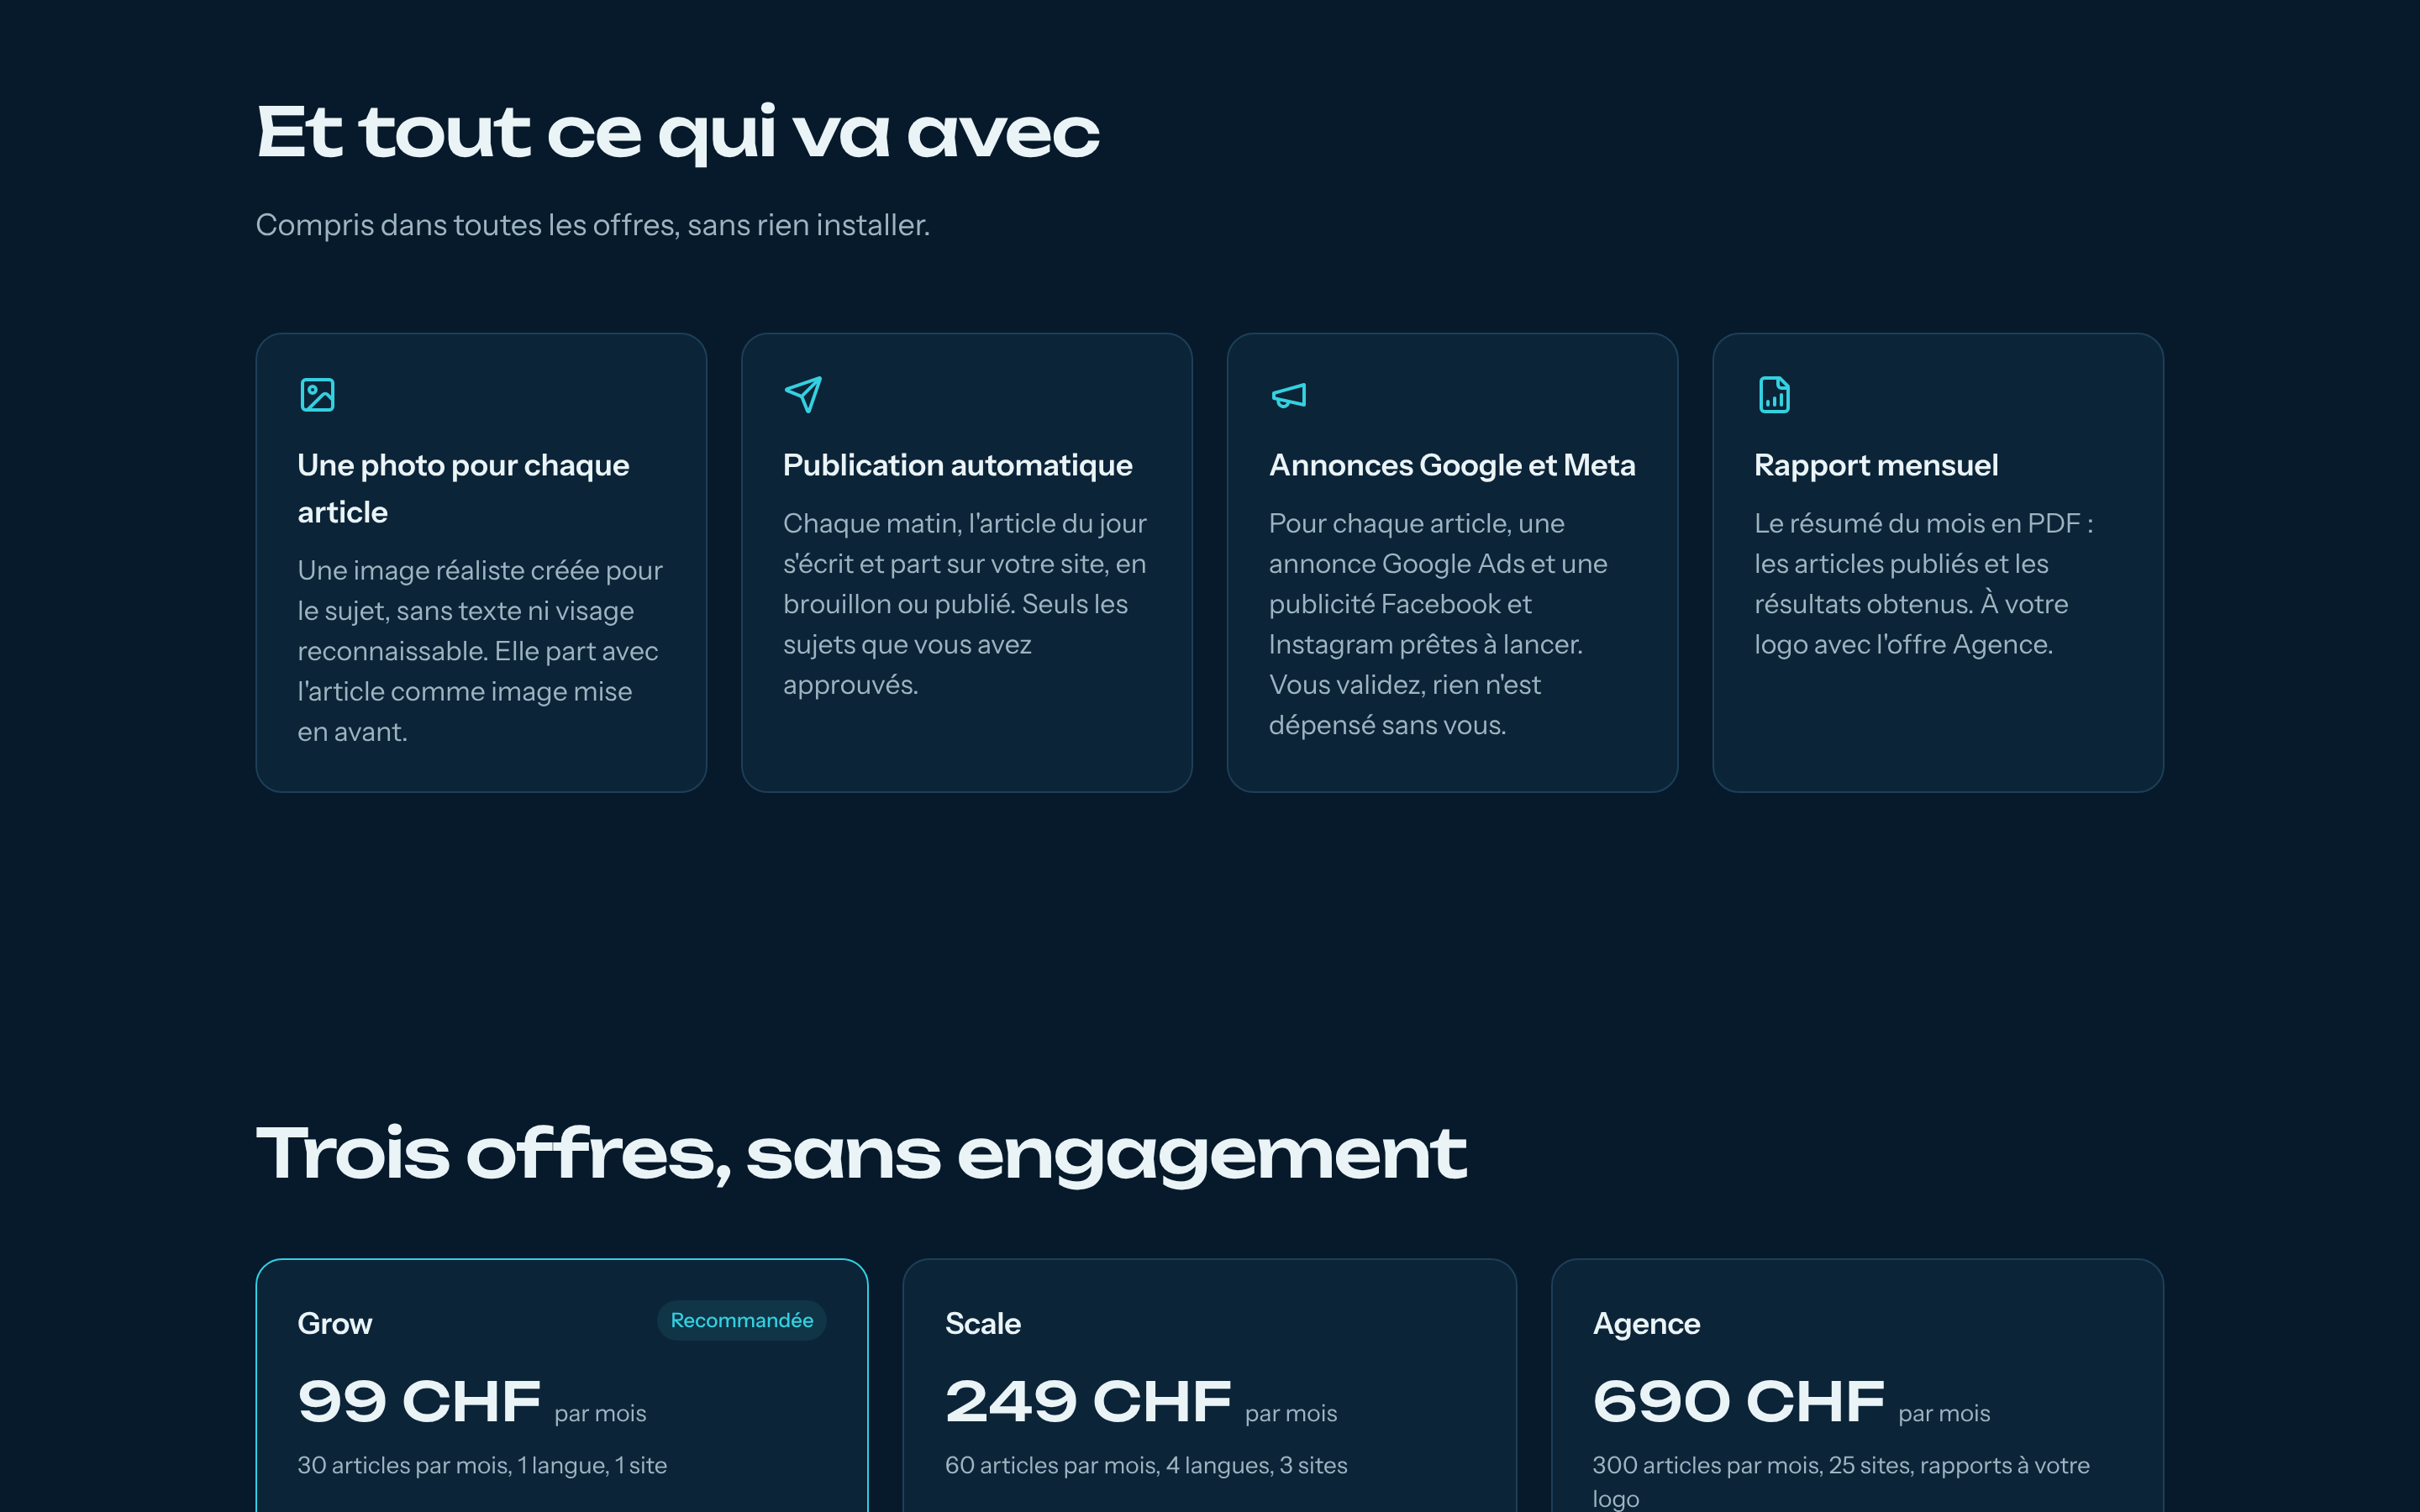 Et tout ce qui va avec
Compris dans toutes les offres, sans rien installer.
Une photo pour chaque
article
Une image réaliste créée pour
le sujet, sans texte ni visage
reconnaissable. Elle part avec
l'article comme image mise
en avant.
Publication automatique
Chaque matin, l'article du jour
s'écrit et part sur votre site, en
brouillon ou publié. Seuls les
sujets que vous avez
approuvés.
Annonces Google et Meta
Pour chaque article, une
annonce Google Ads et une
publicité Facebook et
Instagram prêtes à lancer.
Vous validez, rien n'est
dépensé sans vous.
Rapport mensuel
Le résumé du mois en PDF :
les articles publiés et les
résultats obtenus. À votre
logo avec l'offre Agence.
Trois offres, sans engagement
Grow
Recommandée
99 CHF par mois
30 articles par mois, 1 langue, 1 site
Scale
249 CHF par mois
60 articles par mois, 4 langues, 3 sites
Agence
690 CHF par mois
300 articles par mois, 25 sites, rapports à votre
logo